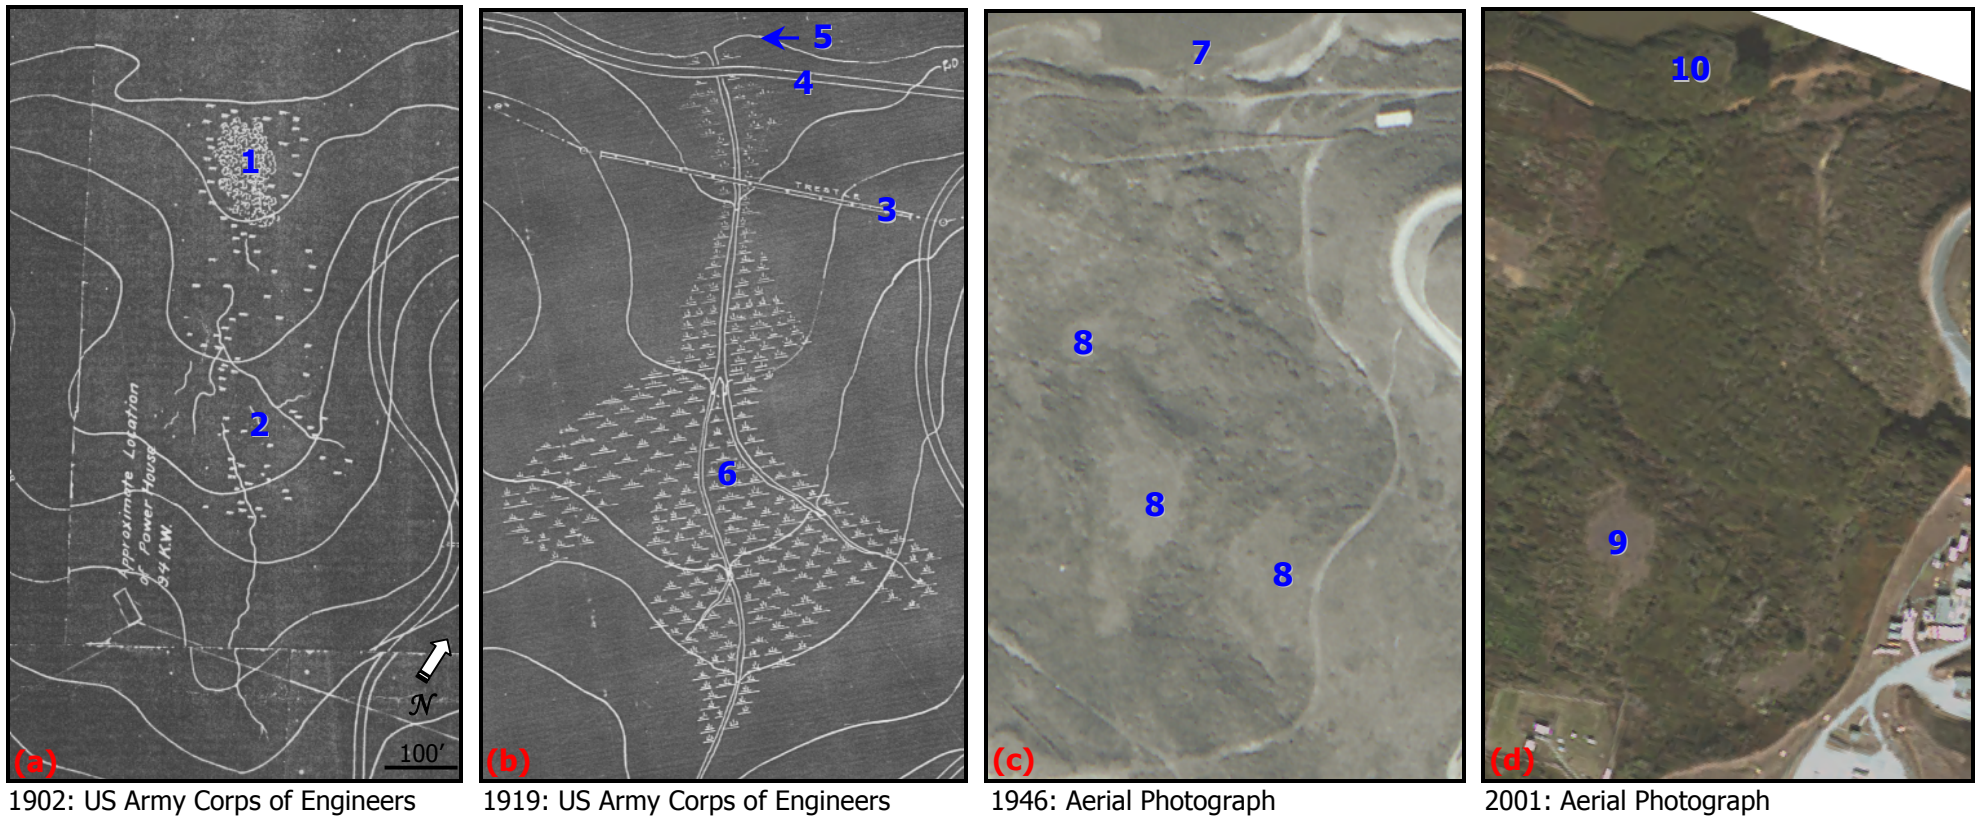 1
2
Approximate Location
of Power House
94 K.W.
N
100′
(a)
1902: US Army Corps of Engineers
5
4
20
TRESTLE
3
6
(b)
1919: US Army Corps of Engineers
7
8
8
8
(c)
1946: Aerial Photograph
10
9
(d)
2001: Aerial Photograph